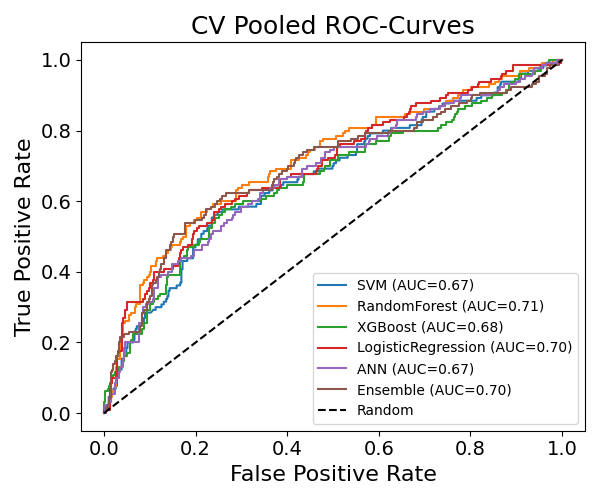 CV Pooled ROC-Curves
True Positive Rate
1.0
0.8
0.6
0.4
0.2
0.0
SVM (AUC=0.67)
RandomForest (AUC=0.71)
XGBoost (AUC=0.68)
LogisticRegression (AUC=0.70)
ANN (AUC=0.67)
Ensemble (AUC=0.70)
Random
0.0 0.2 0.4 0.6 0.8 1.0
False Positive Rate